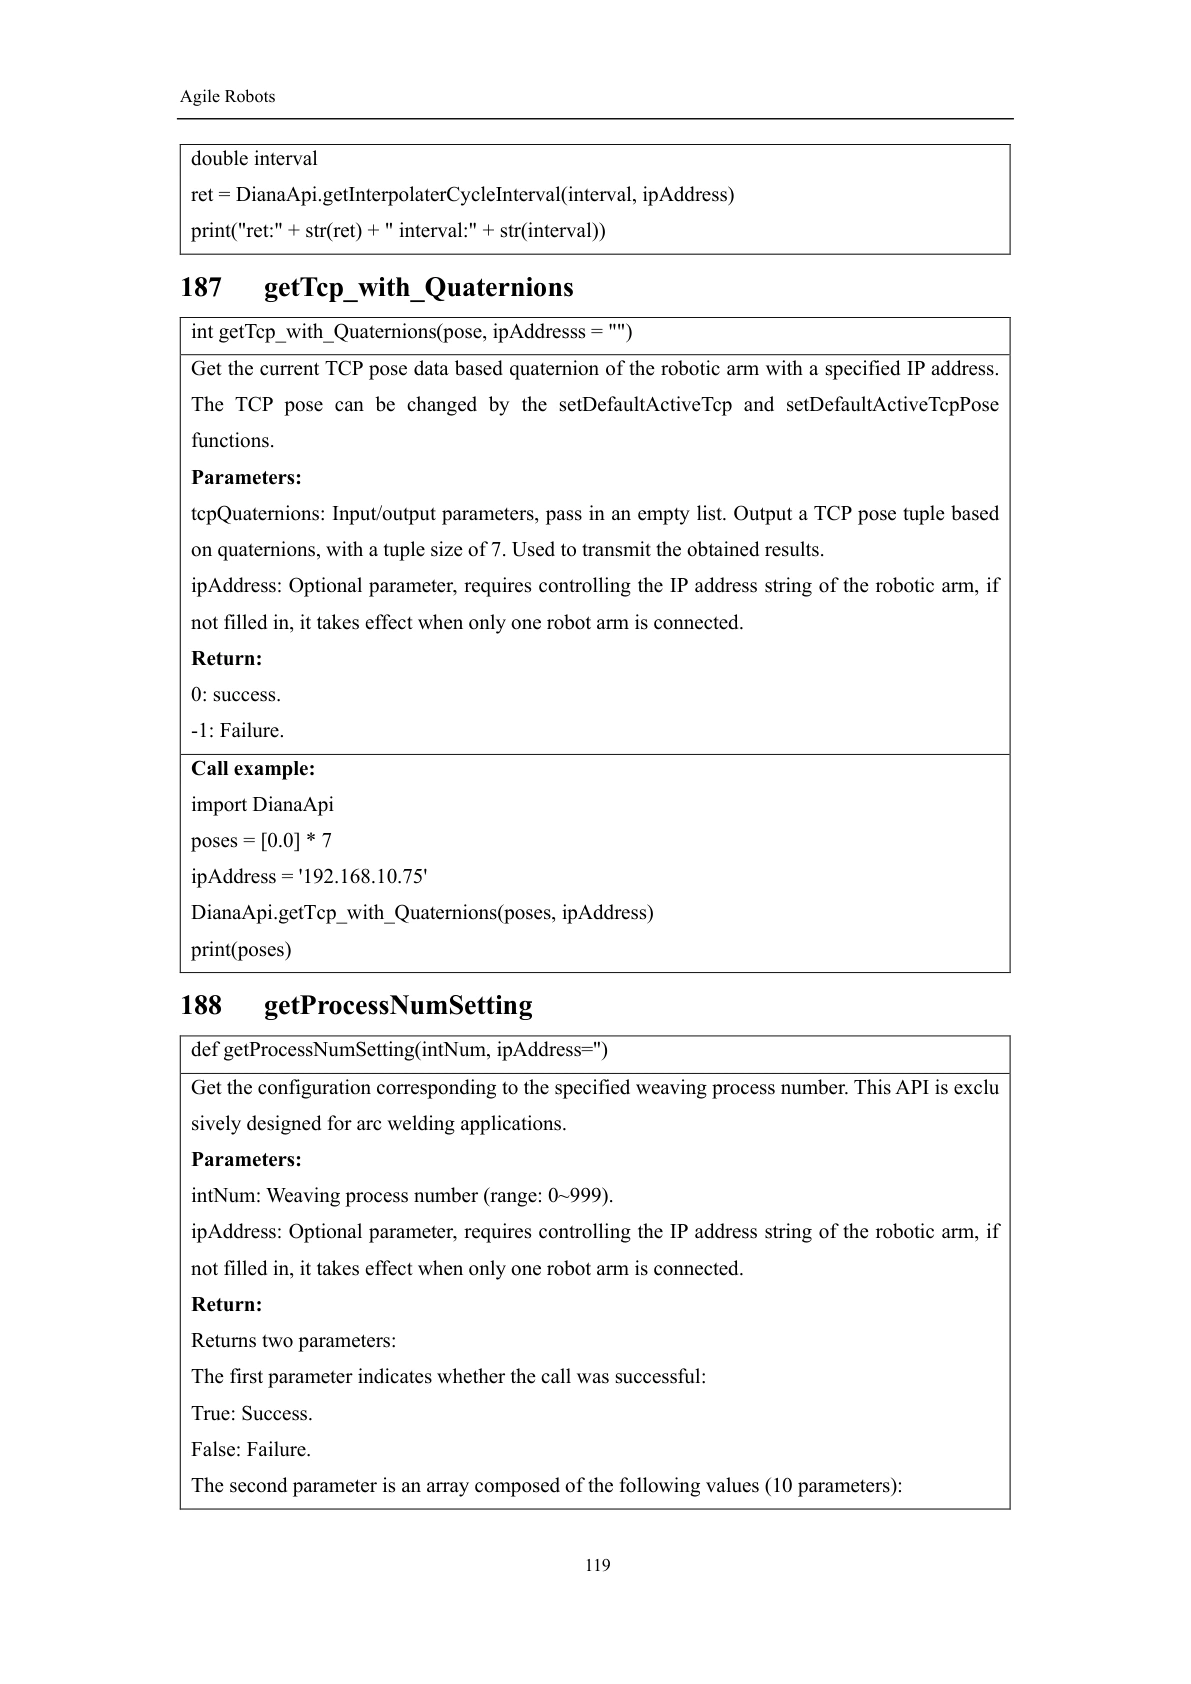 Agile Robots
double interval
ret = DianaApi.getInterpolaterCycleInterval(interval, ipAddress)
print("ret:" + str(ret) + " interval:" + str(interval))
187 getTcp_with_Quaternions
int getTcp_with_Quaternions(pose, ipAddresss = "")
Get the current TCP pose data based quaternion of the robotic arm with a specified IP address.
The TCP pose can be changed by the setDefaultActiveTcp and setDefaultActiveTcpPose
functions.
Parameters:
tcpQuaternions: Input/output parameters, pass in an empty list. Output a TCP pose tuple based
on quaternions, with a tuple size of 7. Used to transmit the obtained results.
ipAddress: Optional parameter, requires controlling the IP address string of the robotic arm, if
not filled in, it takes effect when only one robot arm is connected.
Return:
0: success.
-1: Failure.
Call example:
import DianaApi
poses = [0.0] * 7
ipAddress = '192.168.10.75'
DianaApi.getTcp_with_Quaternions(poses, ipAddress)
print(poses)
188 getProcessNumSetting
def getProcessNumSetting(intNum, ipAddress='')
Get the configuration corresponding to the specified weaving process number. This API is exclu
sively designed for arc welding applications.
Parameters:
intNum: Weaving process number (range: 0~999).
ipAddress: Optional parameter, requires controlling the IP address string of the robotic arm, if
not filled in, it takes effect when only one robot arm is connected.
Return:
Returns two parameters:
The first parameter indicates whether the call was successful:
True: Success.
False: Failure.
The second parameter is an array composed of the following values (10 parameters):
119